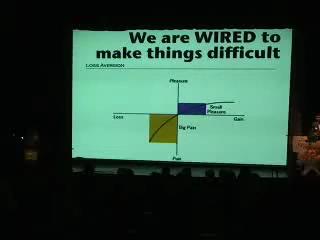 We are WIRED to
make things difficult
LOSS AVERSION
Pleasure
Small
Pleasure
Loss
Gain
Big Pain
Pain